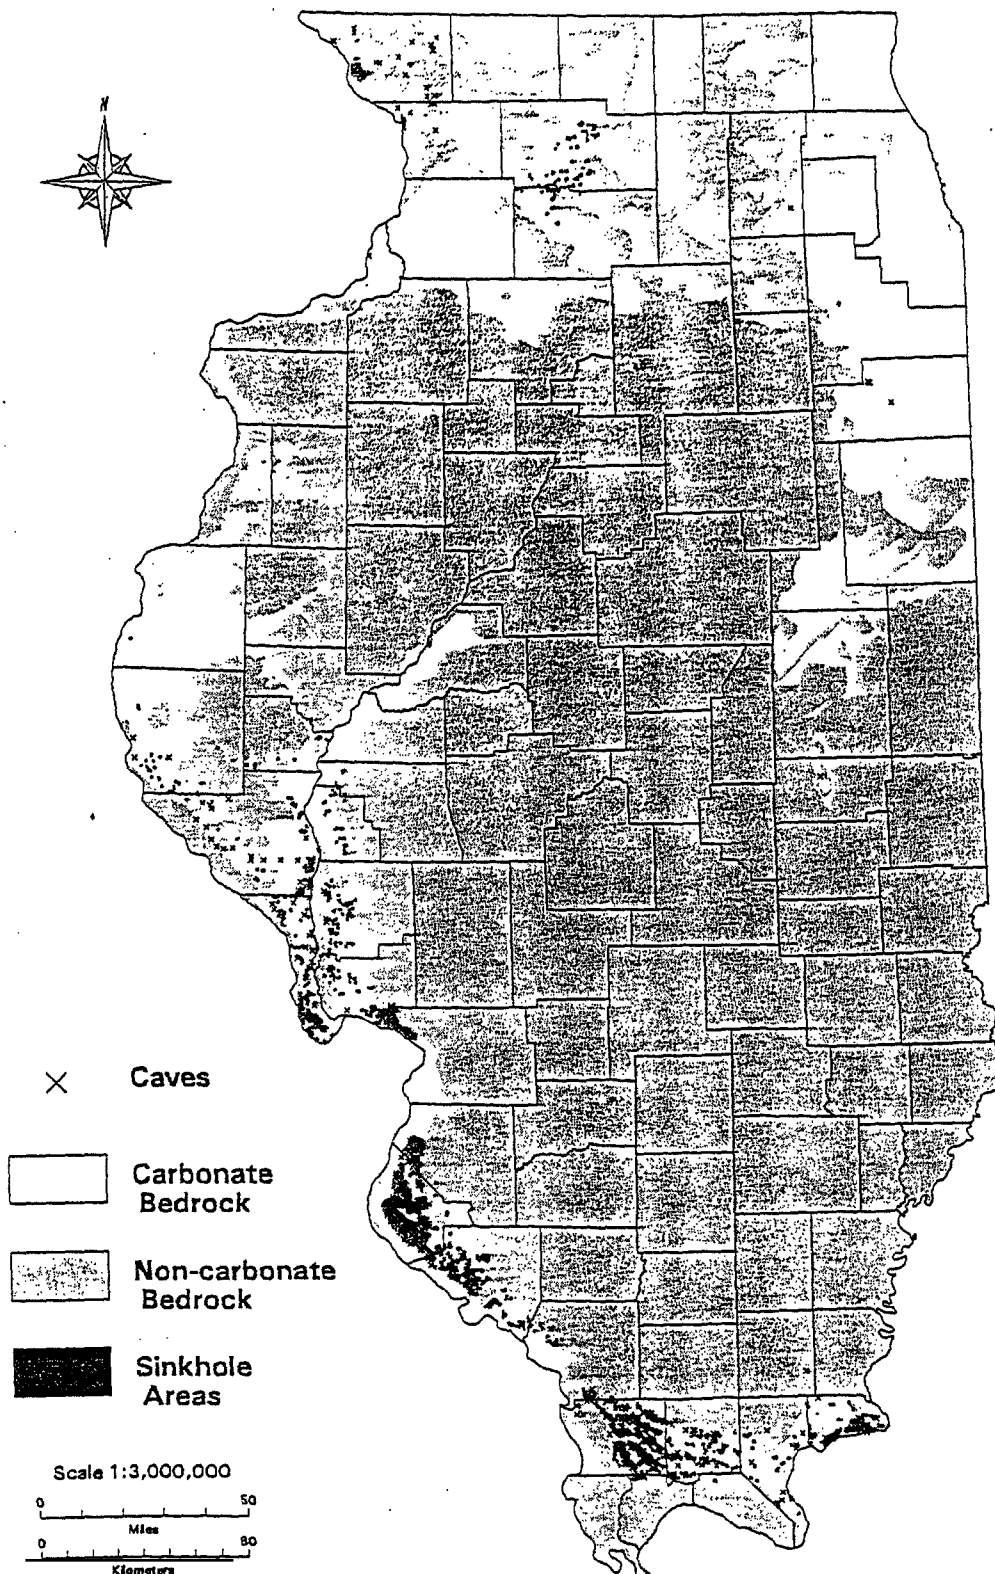 N
Caves
Carbonate
Bedrock
Non-carbonate
Bedrock
Sinkhole
Areas
Scale 1:3,000,000
0 50
Miles
0 80
Kilometers